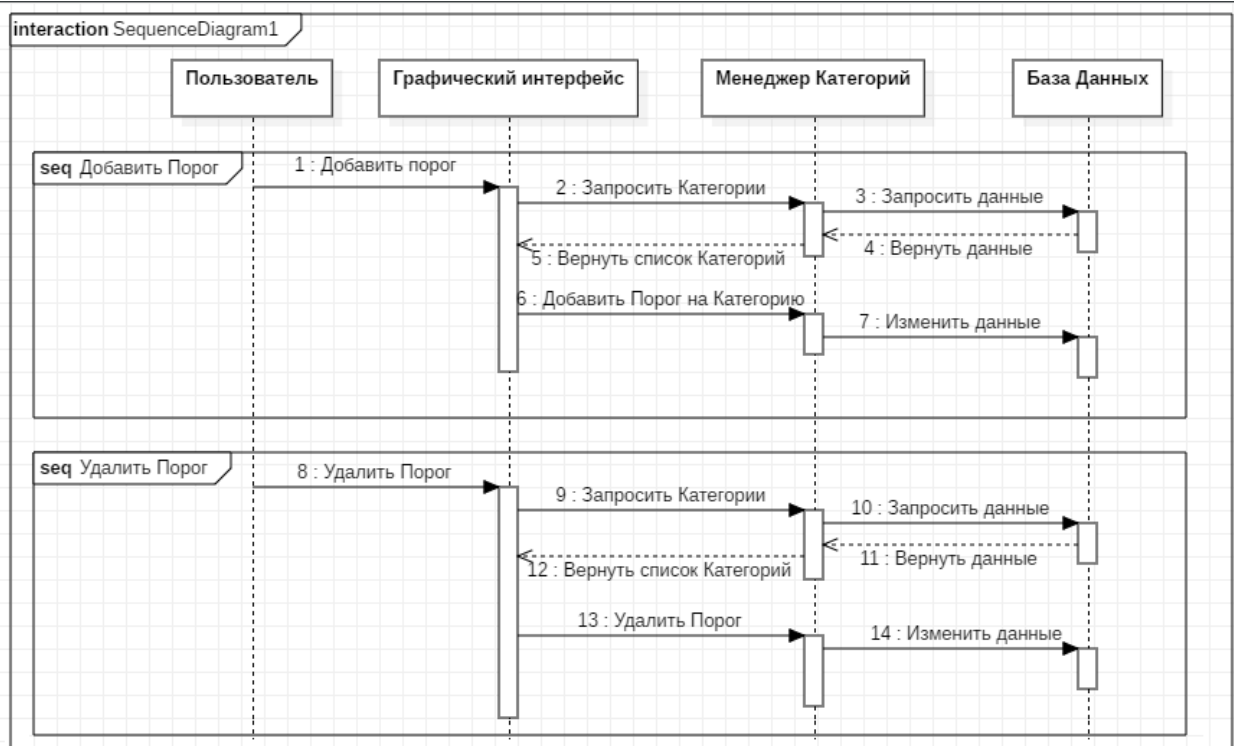 interaction SequenceDiagram1
Пользователь
Графический интерфейс
Менеджер Категорий
База Данных
seq Добавить Порог
1 : Добавить порог
2 : Запросить Категории
3 : Запросить данные
4 : Вернуть данные
5 : Вернуть список Категорий
6 : Добавить Порог на Категорию
7 : Изменить данные
seq Удалить Порог
8 : Удалить Порог
9 : Запросить Категории
10 : Запросить данные
11 : Вернуть данные
12 : Вернуть список Категорий
13 : Удалить Порог
14 : Изменить данные